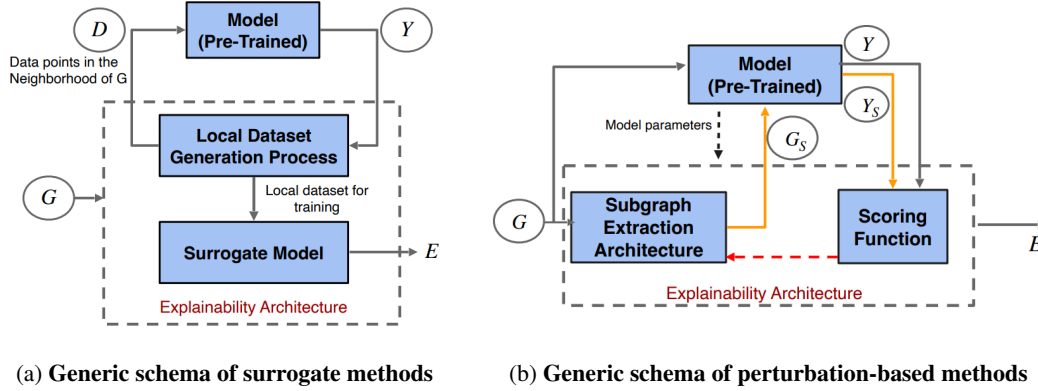 D
Model
(Pre-Trained)
Y
Data points in the
Neighborhood of G
Local Dataset
Generation Process
Local dataset for
training
G
Surrogate Model
E
Explainability Architecture
(a) Generic schema of surrogate methods
Model
(Pre-Trained)
Y
Y_S
Model parameters
G_S
G
Subgraph
Extraction
Architecture
Scoring
Function
E
Explainability Architecture
(b) Generic schema of perturbation-based methods